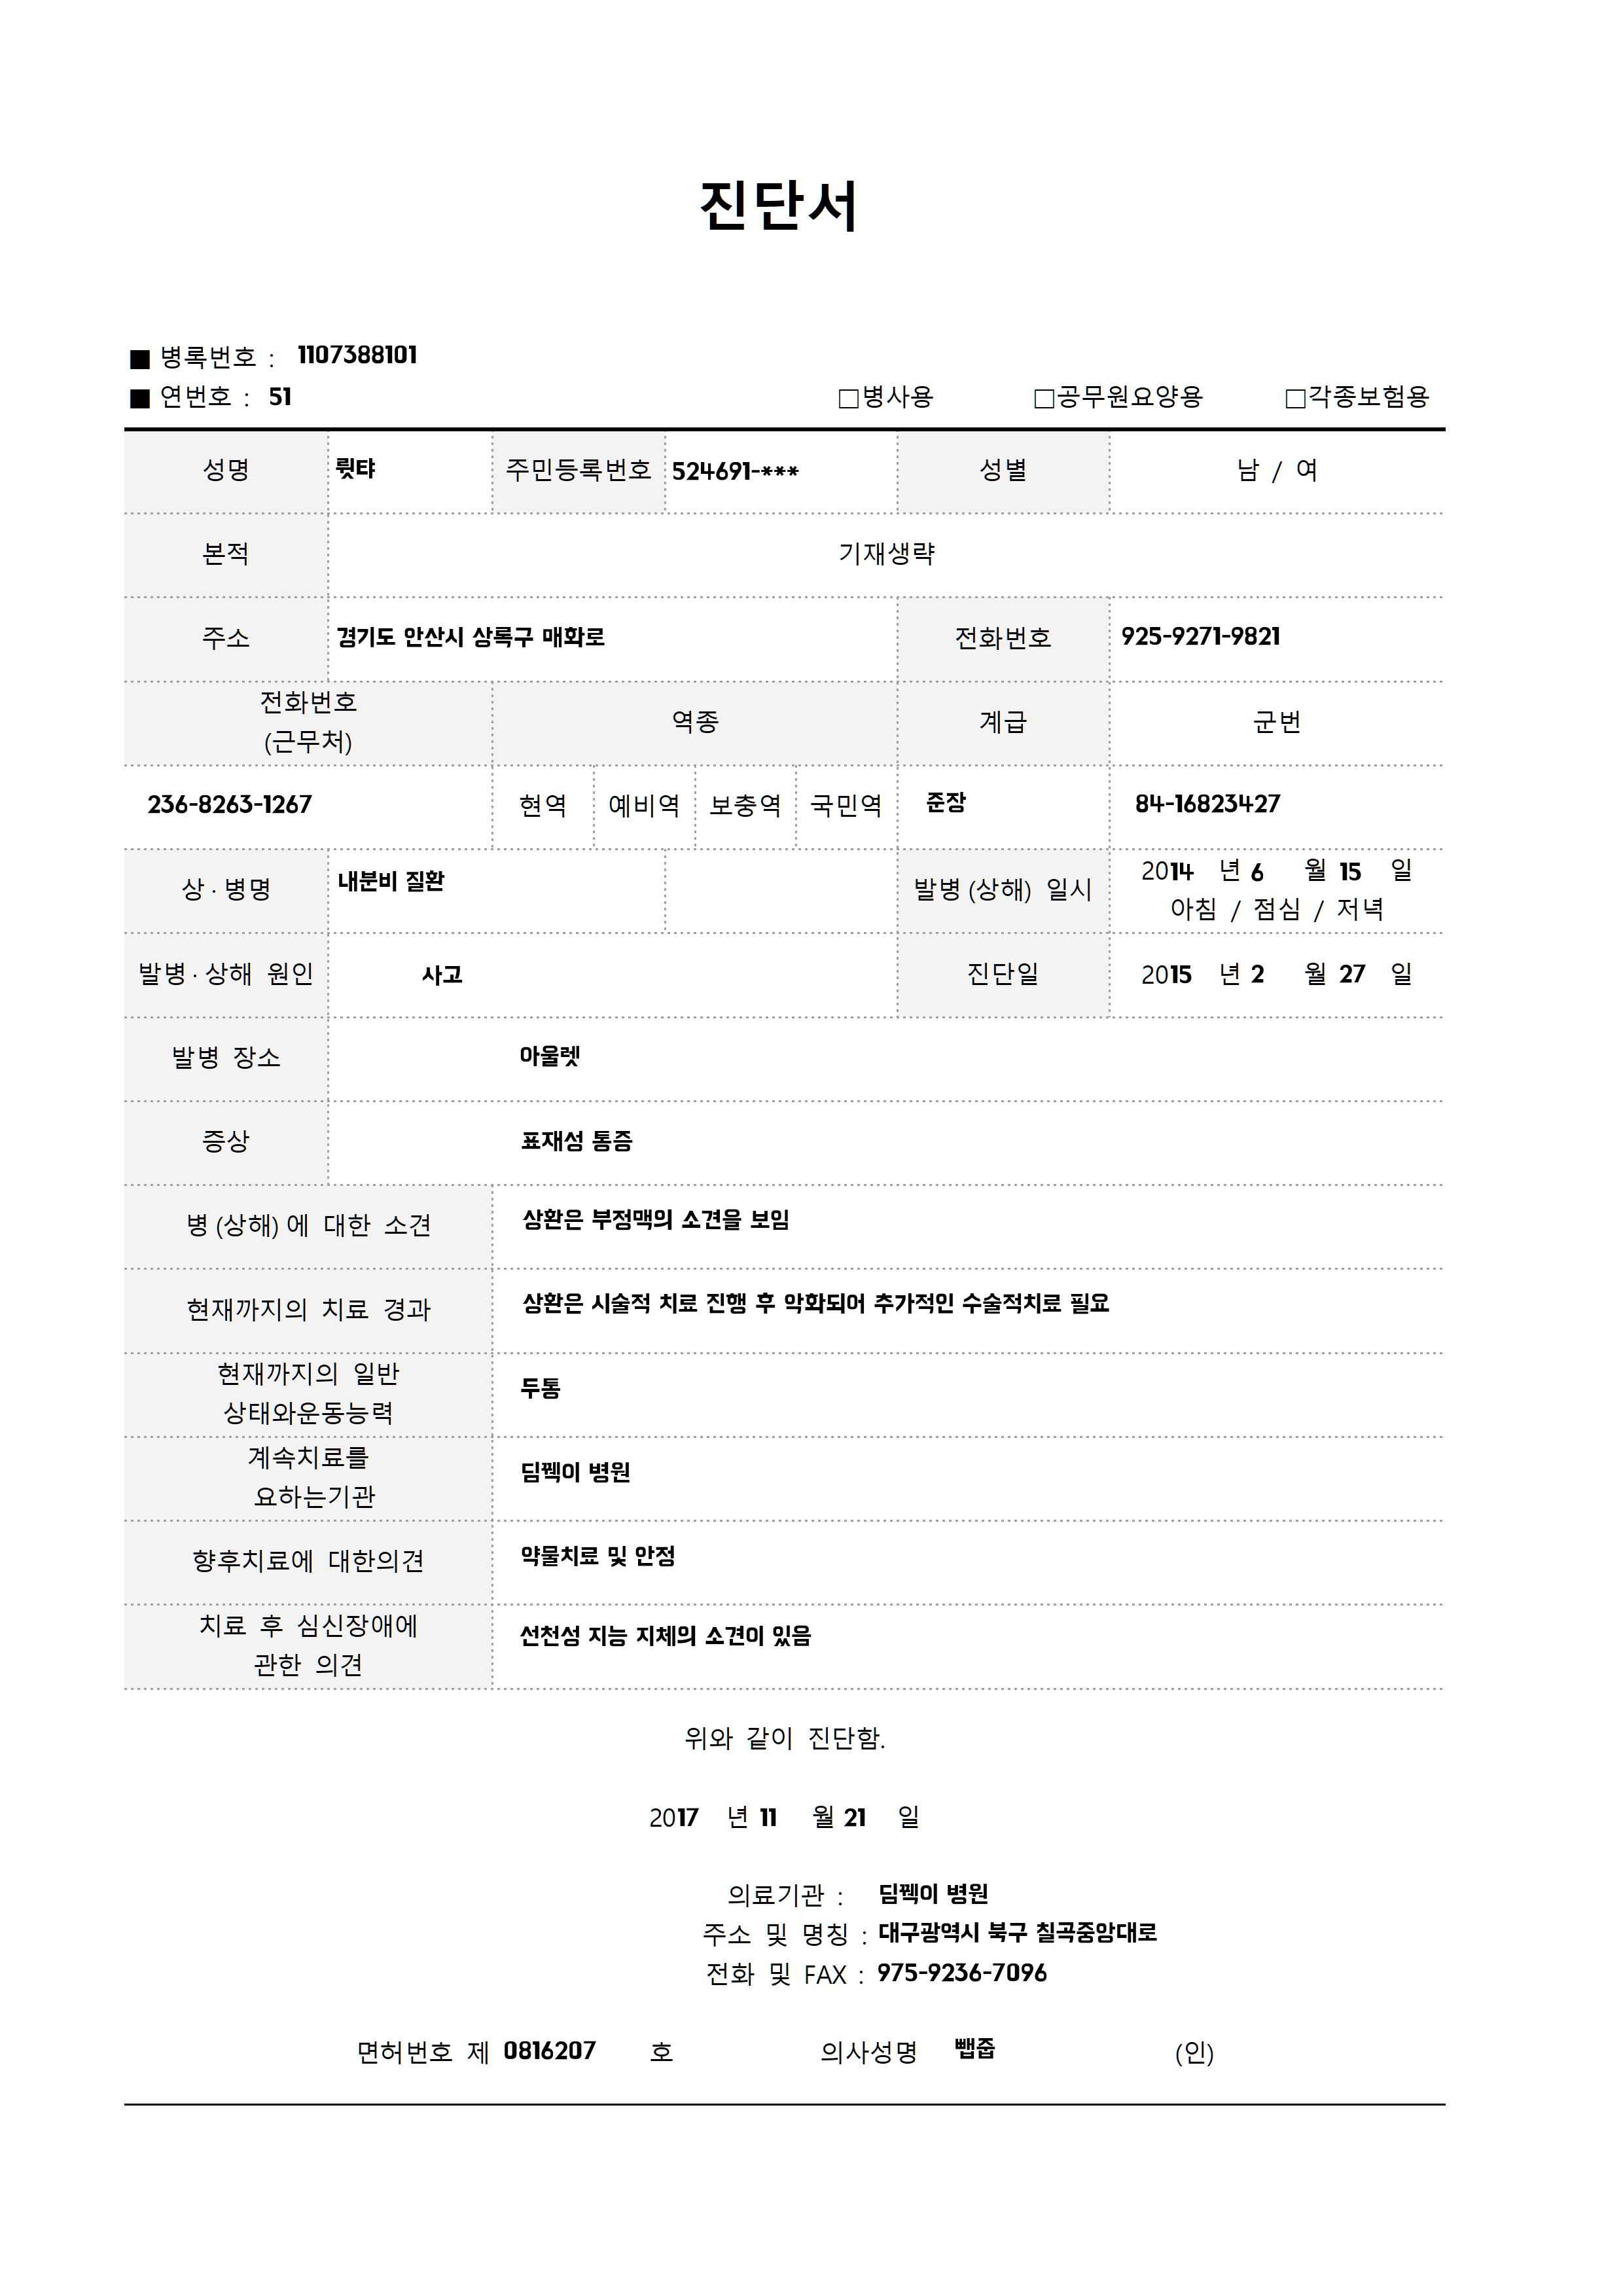 진단서
■ 병록번호 : 1107388101
■ 연번호 : 51 □병사용 □공무원요양용 □각종보험용
성명 뤗탸 주민등록번호 524691-*** 성별 남 / 여
본적 기재생략
주소 경기도 안산시 상록구 매화로 전화번호 925-9271-9821
전화번호
(근무처) 역종 계급 군번
236-8263-1267 현역 예비역 보충역 국민역 준장 84-16823427
상·병명 내분비 질환 발병(상해) 일시 2014 년 6 월 15 일
아침 / 점심 / 저녁
발병·상해 원인 사고 진단일 2015 년 2 월 27 일
발병 장소 아울렛
증상 표재성 통증
병(상해)에 대한 소견 상환은 부정맥의 소견을 보임
현재까지의 치료 경과 상환은 시술적 치료 진행 후 악화되어 추가적인 수술적치료 필요
현재까지의 일반
상태와운동능력 두통
계속치료를
요하는기관 딤꿱이 병원
향후치료에 대한의견 약물치료 및 안정
치료 후 심신장애에
관한 의견 선천성 지능 지체의 소견이 있음
위와 같이 진단함.
2017 년 11 월 21 일
의료기관 : 딤꿱이 병원
주소 및 명칭 : 대구광역시 북구 칠곡중앙대로
전화 및 FAX : 975-9236-7096
면허번호 제 0816207 호 의사성명 뺍줍 (인)